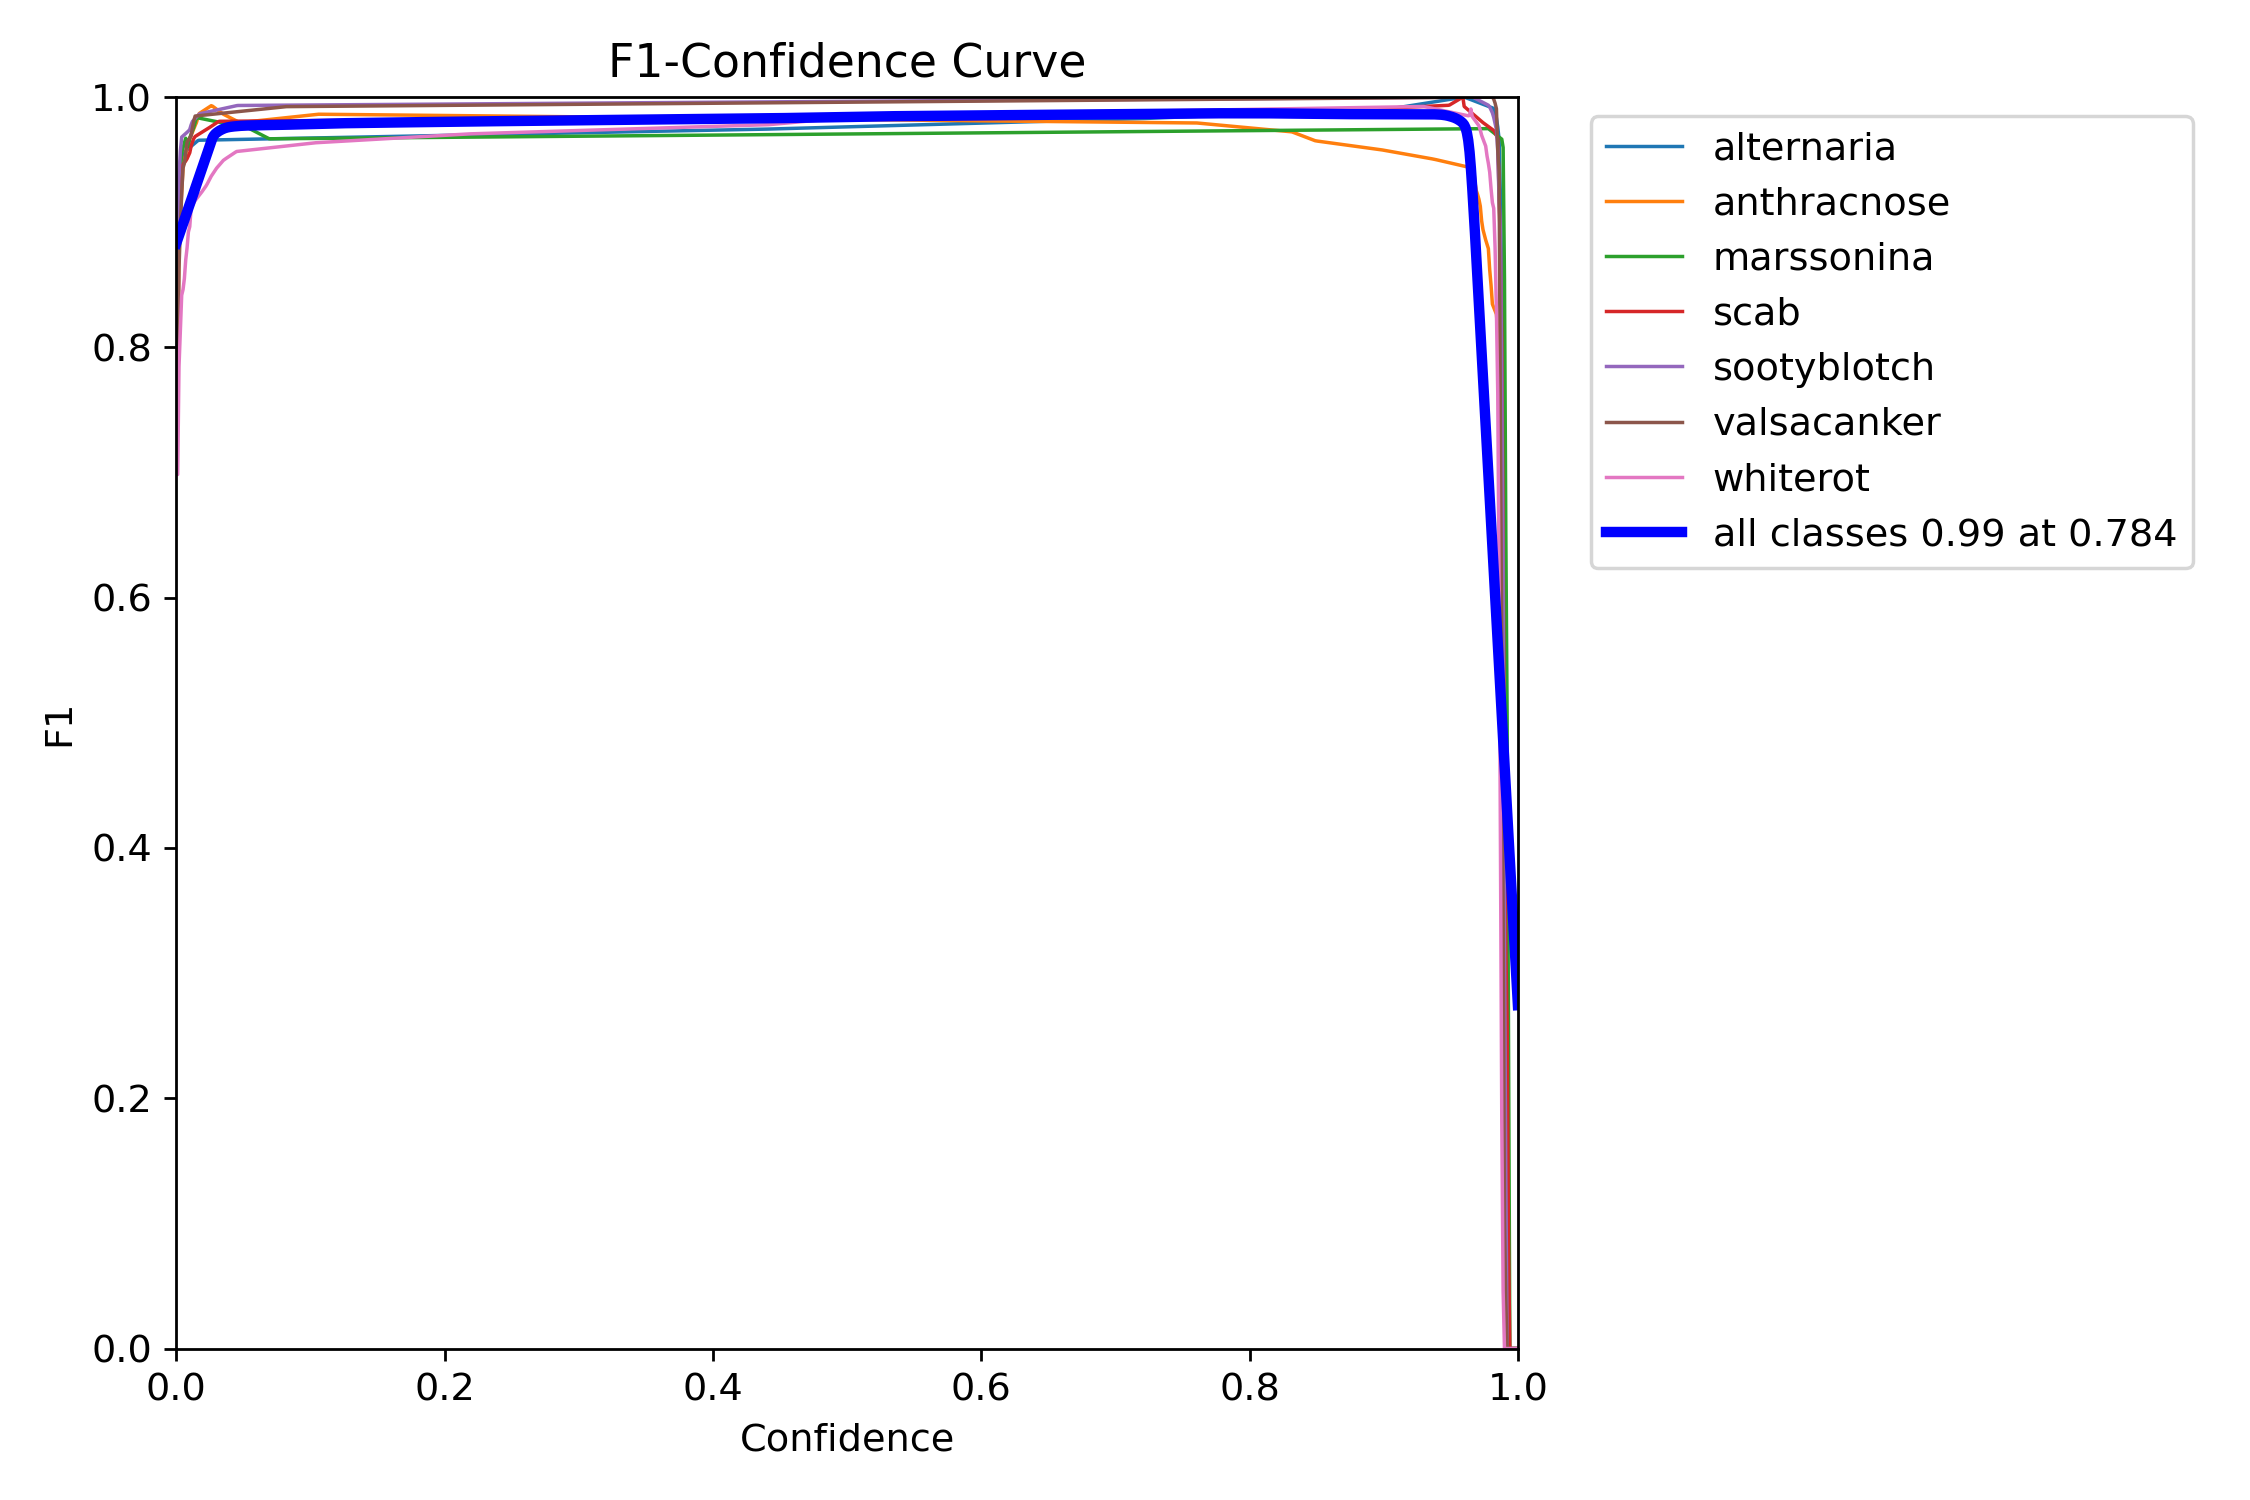 F1-Confidence Curve
1.0
0.8
0.6
0.4
0.2
0.0
F1
0.0 0.2 0.4 0.6 0.8 1.0
Confidence
alternaria
anthracnose
marssonina
scab
sootyblotch
valsacanker
whiterot
all classes 0.99 at 0.784